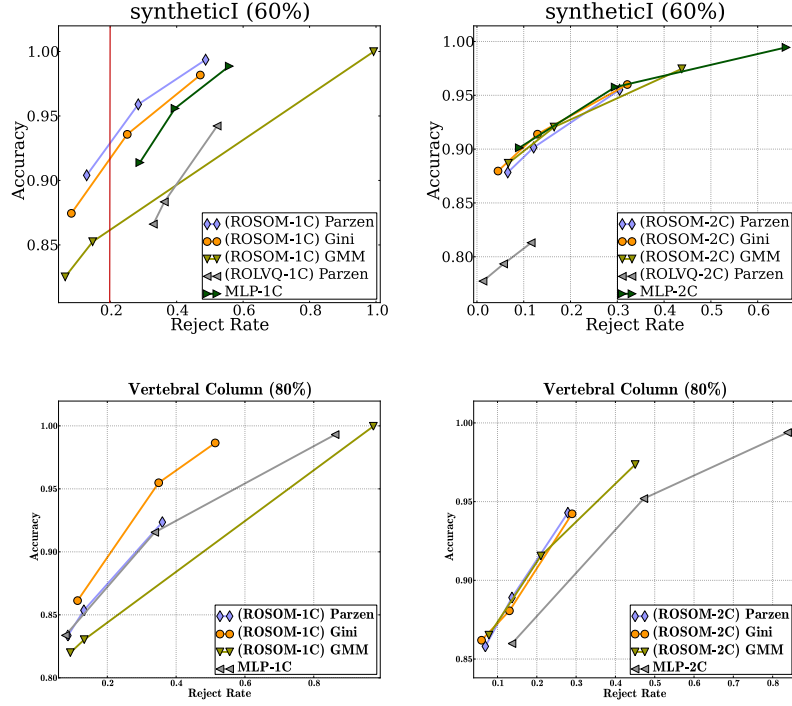 syntheticI (60%)
1.00
0.95
0.90
0.85
Accuracy
0.2
0.4
0.6
0.8
1.0
Reject Rate
(ROSOM-1C) Parzen
(ROSOM-1C) Gini
(ROSOM-1C) GMM
(ROLVQ-1C) Parzen
MLP-1C
syntheticI (60%)
1.00
0.95
0.90
0.85
0.80
Accuracy
0.0
0.1
0.2
0.3
0.4
0.5
0.6
Reject Rate
(ROSOM-2C) Parzen
(ROSOM-2C) Gini
(ROSOM-2C) GMM
(ROLVQ-2C) Parzen
MLP-2C
Vertebral Column (80%)
1.00
0.95
0.90
0.85
0.80
Accuracy
0.2
0.4
0.6
0.8
Reject Rate
(ROSOM-1C) Parzen
(ROSOM-1C) Gini
(ROSOM-1C) GMM
MLP-1C
Vertebral Column (80%)
1.00
0.95
0.90
0.85
Accuracy
0.1
0.2
0.3
0.4
0.5
0.6
0.7
0.8
Reject Rate
(ROSOM-2C) Parzen
(ROSOM-2C) Gini
(ROSOM-2C) GMM
MLP-2C